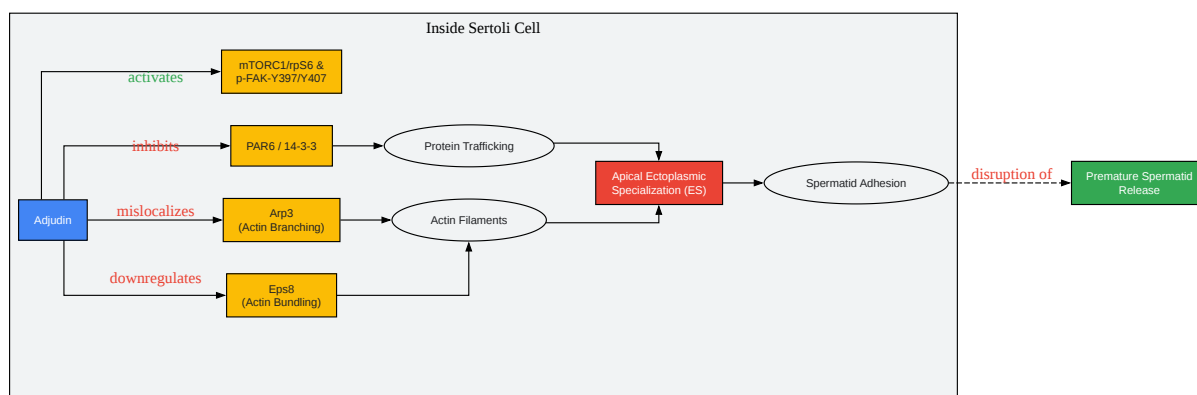 Inside Sertoli Cell
activates
mTORC1/rpS6 &
p-FAK-Y397/Y407
inhibits
PAR6 / 14-3-3
Protein Trafficking
Apical Ectoplasmic
Specialization (ES)
Spermatid Adhesion
disruption of
Premature Spermatid
Release
Adjudin
mislocalizes
Arp3
(Actin Branching)
Actin Filaments
downregulates
Eps8
(Actin Bundling)